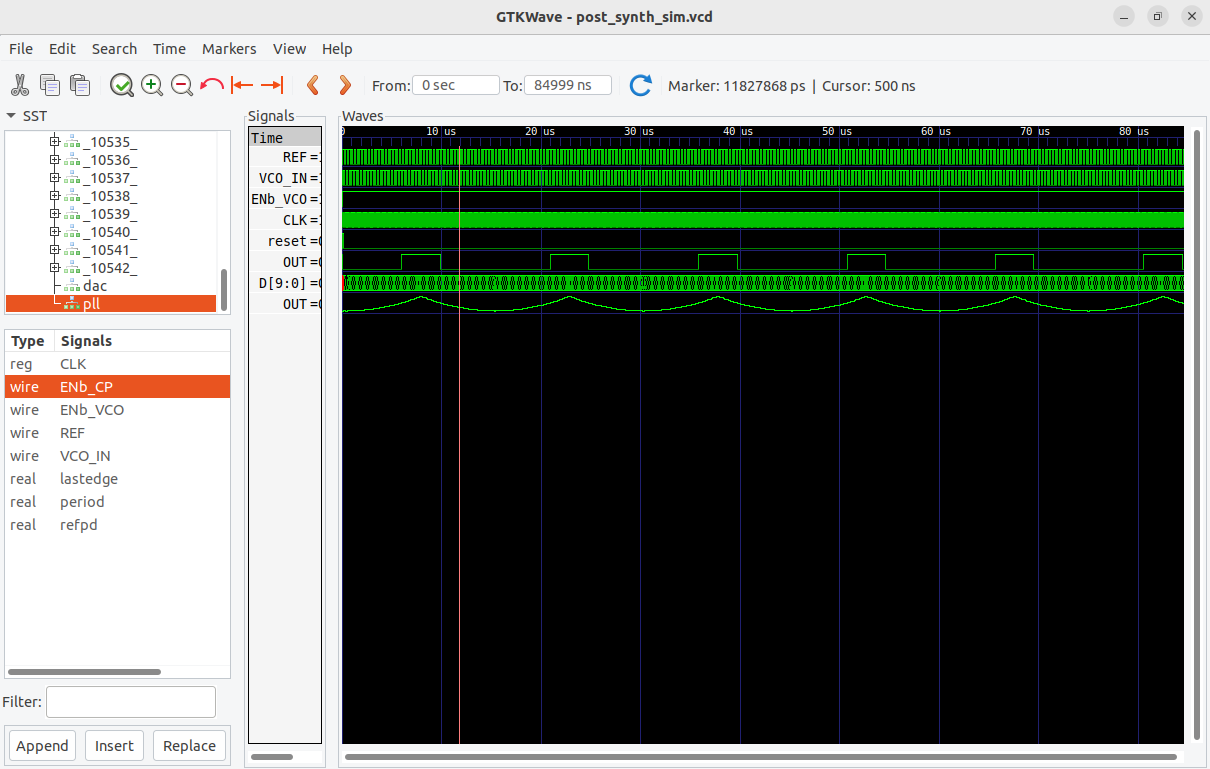 GTKWave - post_synth_sim.vcd
File Edit Search Time Markers View Help
From: 0 sec To: 84999 ns Marker: 11827868 ps | Cursor: 500 ns
SST
_10535_
_10536_
_10537_
_10538_
_10539_
_10540_
_10541_
_10542_
dac
pll
Type Signals
reg CLK
wire ENb_CP
wire ENb_VCO
wire REF
wire VCO_IN
real lastedge
real period
real refpd
Filter:
Append Insert Replace
Signals
Time
REF =1
VCO_IN =1
ENb_VCO =1
CLK =1
reset =0
OUT =0
D[9:0] =0
OUT =0
Waves
0 10 us 20 us 30 us 40 us 50 us 60 us 70 us 80 us